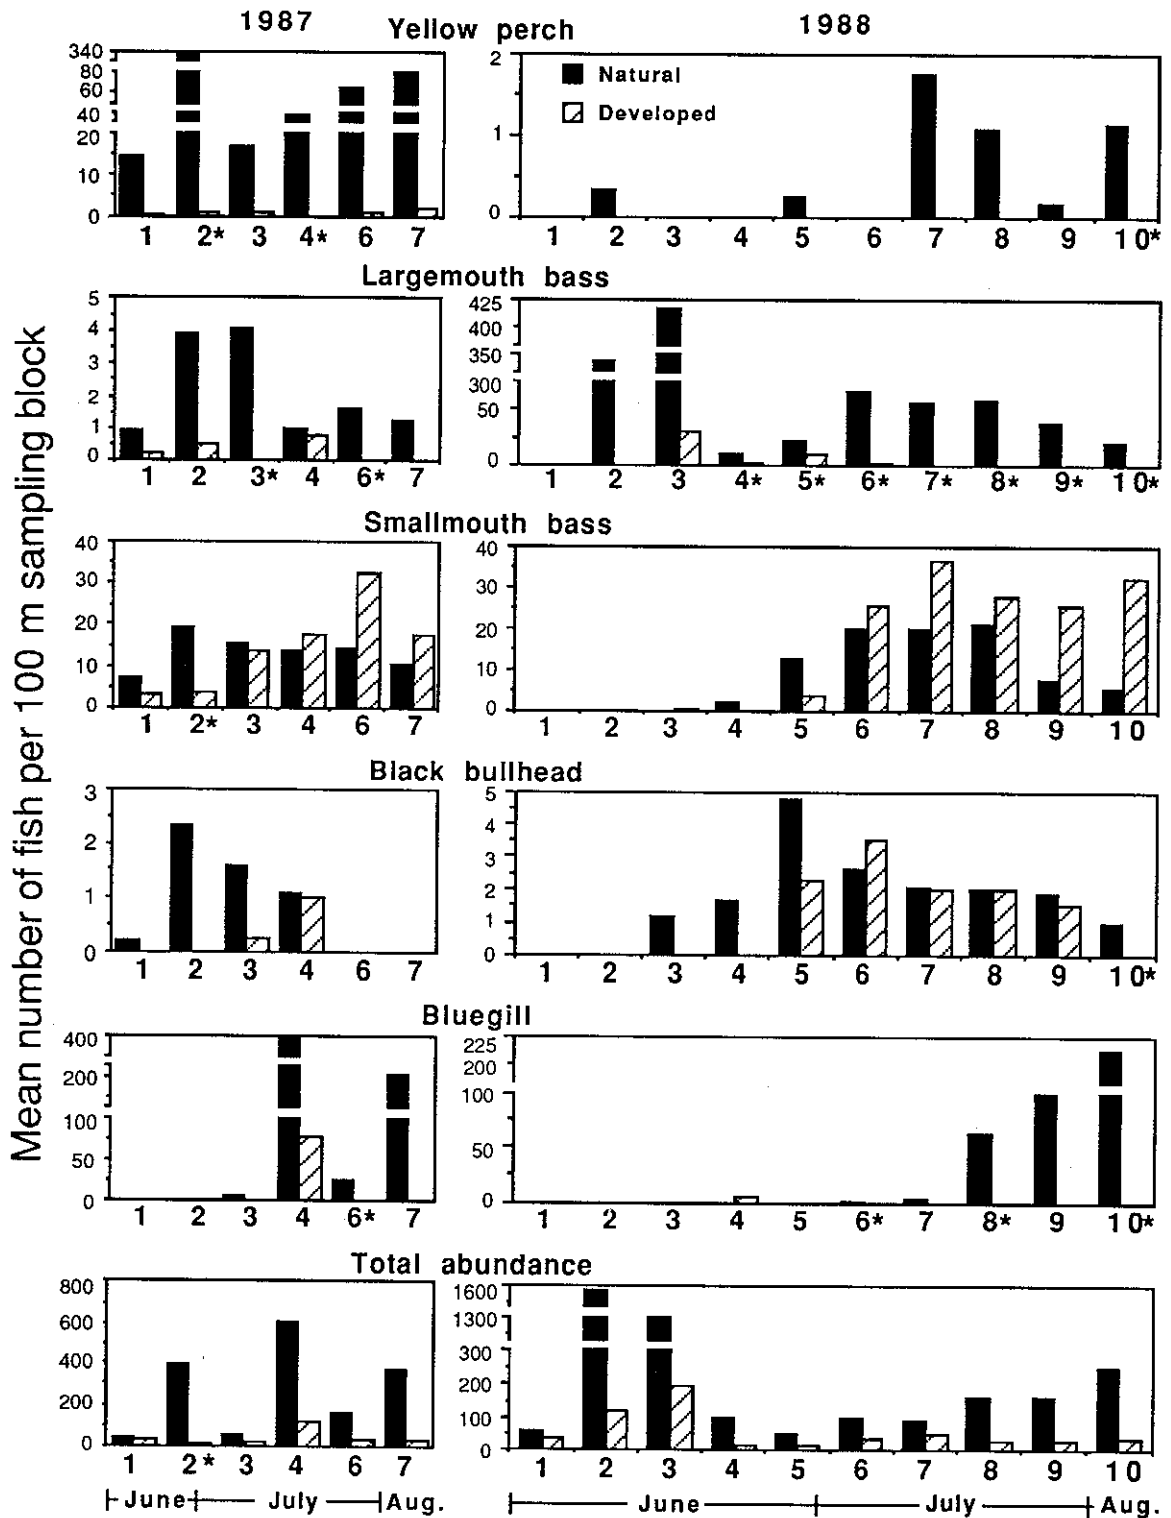 1987 1988
Yellow perch
340
80
60
40
20
10
0
1 2* 3 4* 6 7
2
1
0
Natural
Developed
1 2 3 4 5 6 7 8 9 10*
Largemouth bass
5
4
3
2
1
0
1 2 3* 4 6* 7
425
400
350
300
50
0
1 2 3 4* 5* 6* 7* 8* 9* 10*
Smallmouth bass
40
30
20
10
0
1 2* 3 4 6 7
40
30
20
10
0
1 2 3 4 5 6 7 8 9 10
Black bullhead
3
2
1
0
1 2 3 4 6 7
5
4
3
2
1
0
1 2 3 4 5 6 7 8 9 10*
Bluegill
400
200
100
50
0
1 2 3 4 6* 7
225
200
100
50
0
1 2 3 4 5 6* 7 8* 9 10*
Total abundance
800
600
400
200
0
1 2* 3 4 6 7
June July Aug.
1600
1300
300
200
100
0
1 2 3 4 5 6 7 8 9 10
June July Aug.
Mean number of fish per 100 m sampling block